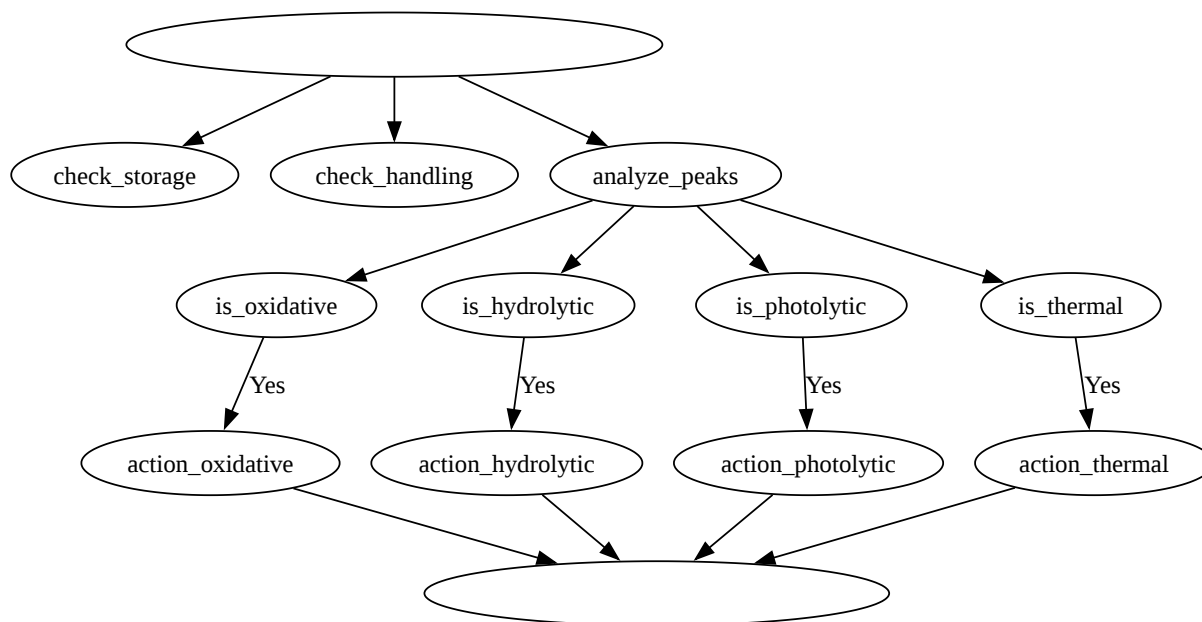 check_storage
check_handling
analyze_peaks
is_oxidative
is_hydrolytic
is_photolytic
is_thermal
Yes
Yes
Yes
Yes
action_oxidative
action_hydrolytic
action_photolytic
action_thermal